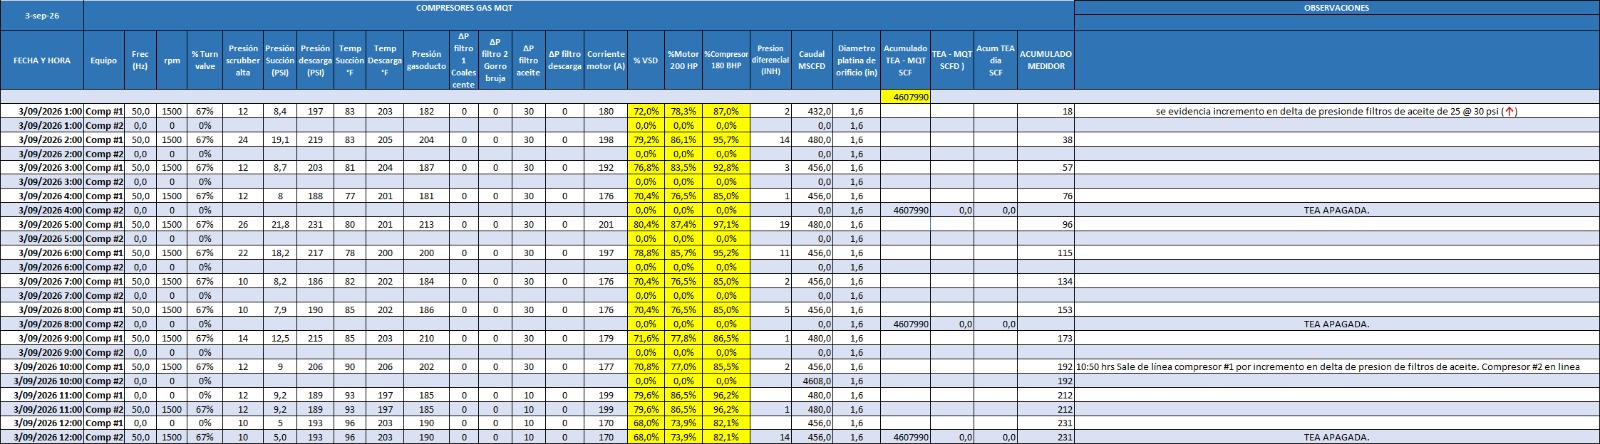 3-sep-26 COMPRESORES GAS MQT OBSERVACIONES
FECHA Y HORA Equipo Frec (Hz) rpm % Turn valve Presión scrubber alta Presión Succión (PSI) Presión descarga (PSI) Temp Succión °F Temp Descarga °F Presión gasoducto ΔP filtro 1 Coalescente ΔP filtro 2 Gorro bruja ΔP filtro aceite ΔP filtro descarga Corriente motor (A) % VSD %Motor 200 HP %Compresor 180 BHP Presion diferencial (INH) Caudal MSCFD Diametro platina de orificio (in) Acumulado TEA - MQT SCF TEA - MQT SCFD ) Acum TEA dia SCF ACUMULADO MEDIDOR
4607990
3/09/2026 1:00 Comp #1 50,0 1500 67% 12 8,4 197 83 203 182 0 0 30 0 180 72,0% 78,3% 87,0% 2 432,0 1,6 18 se evidencia incremento en delta de presionde filtros de aceite de 25 @ 30 psi (↑)
3/09/2026 1:00 Comp #2 0,0 0 0% 0,0% 0,0% 0,0% 0,0 1,6
3/09/2026 2:00 Comp #1 50,0 1500 67% 24 19,1 219 83 205 204 0 0 30 0 198 79,2% 86,1% 95,7% 14 480,0 1,6 38
3/09/2026 2:00 Comp #2 0,0 0 0% 0,0% 0,0% 0,0% 0,0 1,6
3/09/2026 3:00 Comp #1 50,0 1500 67% 12 8,7 203 81 204 187 0 0 30 0 192 76,8% 83,5% 92,8% 3 456,0 1,6 57
3/09/2026 3:00 Comp #2 0,0 0 0% 0,0% 0,0% 0,0% 0,0 1,6
3/09/2026 4:00 Comp #1 50,0 1500 67% 12 8 188 77 201 181 0 0 30 0 176 70,4% 76,5% 85,0% 1 456,0 1,6 76
3/09/2026 4:00 Comp #2 0,0 0 0% 0,0% 0,0% 0,0% 0,0 1,6 4607990 0,0 0,0 TEA APAGADA.
3/09/2026 5:00 Comp #1 50,0 1500 67% 26 21,8 231 80 201 213 0 0 30 0 201 80,4% 87,4% 97,1% 19 480,0 1,6 96
3/09/2026 5:00 Comp #2 0,0 0 0% 0,0% 0,0% 0,0% 0,0 1,6
3/09/2026 6:00 Comp #1 50,0 1500 67% 22 18,2 217 78 200 200 0 0 30 0 197 78,8% 85,7% 95,2% 11 456,0 1,6 115
3/09/2026 6:00 Comp #2 0,0 0 0% 0,0% 0,0% 0,0% 0,0 1,6
3/09/2026 7:00 Comp #1 50,0 1500 67% 10 8,2 186 82 202 184 0 0 30 0 176 70,4% 76,5% 85,0% 2 456,0 1,6 134
3/09/2026 7:00 Comp #2 0,0 0 0% 0,0% 0,0% 0,0% 0,0 1,6
3/09/2026 8:00 Comp #1 50,0 1500 67% 10 7,9 190 85 202 186 0 0 30 0 176 70,4% 76,5% 85,0% 5 456,0 1,6 153
3/09/2026 8:00 Comp #2 0,0 0 0% 0,0% 0,0% 0,0% 0,0 1,6 4607990 0,0 0,0 TEA APAGADA.
3/09/2026 9:00 Comp #1 50,0 1500 67% 14 12,5 215 85 203 210 0 0 30 0 179 71,6% 77,8% 86,5% 1 480,0 1,6 173
3/09/2026 9:00 Comp #2 0,0 0 0% 0,0% 0,0% 0,0% 0,0 1,6
3/09/2026 10:00 Comp #1 50,0 1500 67% 12 9 206 90 206 202 0 0 30 0 177 70,8% 77,0% 85,5% 2 456,0 1,6 192 10:50 hrs Sale de línea compresor #1 por incremento en delta de presion de filtros de aceite. Compresor #2 en linea
3/09/2026 10:00 Comp #2 0,0 0 0% 0,0% 0,0% 0,0% 4608,0 1,6 192
3/09/2026 11:00 Comp #1 0,0 0 0% 12 9,2 189 93 197 185 0 0 10 0 199 79,6% 86,5% 96,2% 480,0 1,6 212
3/09/2026 11:00 Comp #2 50,0 1500 67% 12 9,2 189 93 197 185 0 0 10 0 199 79,6% 86,5% 96,2% 1 480,0 1,6 212
3/09/2026 12:00 Comp #1 0,0 0 0% 10 5 193 96 203 190 0 0 10 0 170 68,0% 73,9% 82,1% 456,0 1,6 231
3/09/2026 12:00 Comp #2 50,0 1500 67% 10 5,0 193 96 203 190 0 0 10 0 170 68,0% 73,9% 82,1% 14 456,0 1,6 4607990 0,0 0,0 231 TEA APAGADA.